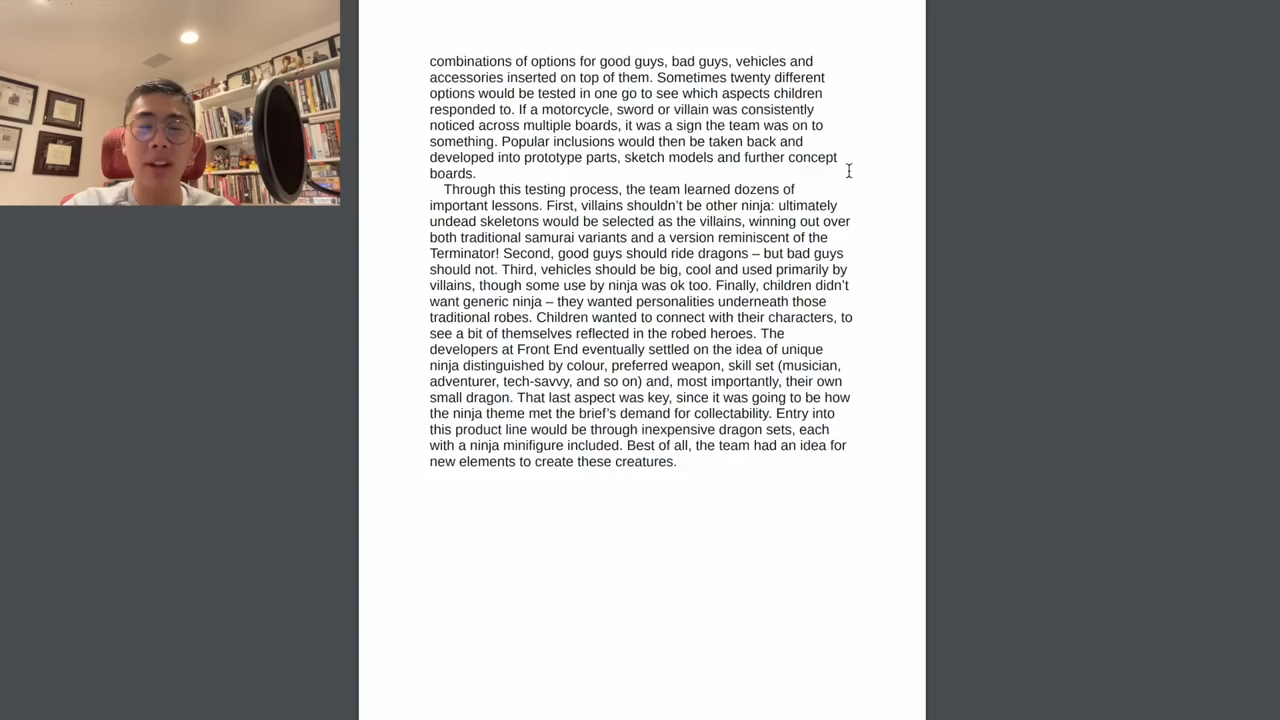 combinations of options for good guys, bad guys, vehicles and
accessories inserted on top of them. Sometimes twenty different
options would be tested in one go to see which aspects children
responded to. If a motorcycle, sword or villain was consistently
noticed across multiple boards, it was a sign the team was on to
something. Popular inclusions would then be taken back and
developed into prototype parts, sketch models and further concept
boards.
Through this testing process, the team learned dozens of
important lessons. First, villains shouldn’t be other ninja: ultimately
undead skeletons would be selected as the villains, winning out over
both traditional samurai variants and a version reminiscent of the
Terminator! Second, good guys should ride dragons – but bad guys
should not. Third, vehicles should be big, cool and used primarily by
villains, though some use by ninja was ok too. Finally, children didn’t
want generic ninja – they wanted personalities underneath those
traditional robes. Children wanted to connect with their characters, to
see a bit of themselves reflected in the robed heroes. The
developers at Front End eventually settled on the idea of unique
ninja distinguished by colour, preferred weapon, skill set (musician,
adventurer, tech-savvy, and so on) and, most importantly, their own
small dragon. That last aspect was key, since it was going to be how
the ninja theme met the brief’s demand for collectability. Entry into
this product line would be through inexpensive dragon sets, each
with a ninja minifigure included. Best of all, the team had an idea for
new elements to create these creatures.